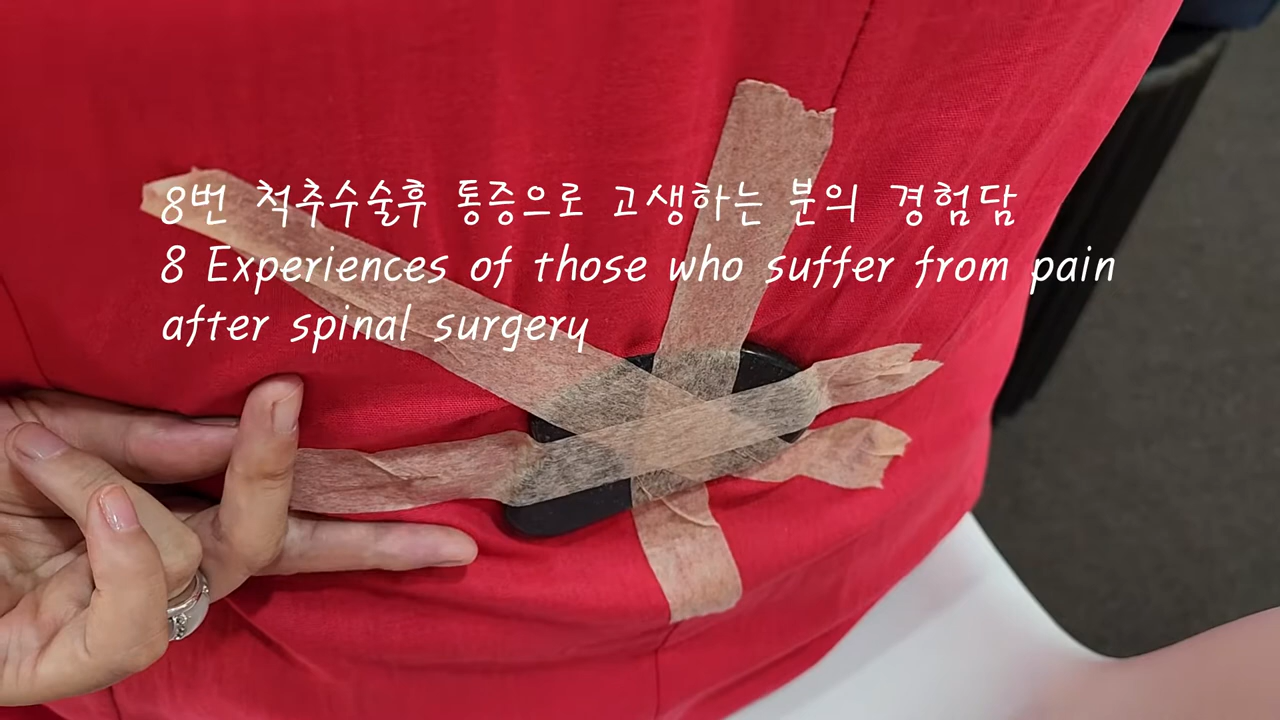 8번 척추수술후 통증으로 고생하는 분의 경험담
8 Experiences of those who suffer from pain
after spinal surgery